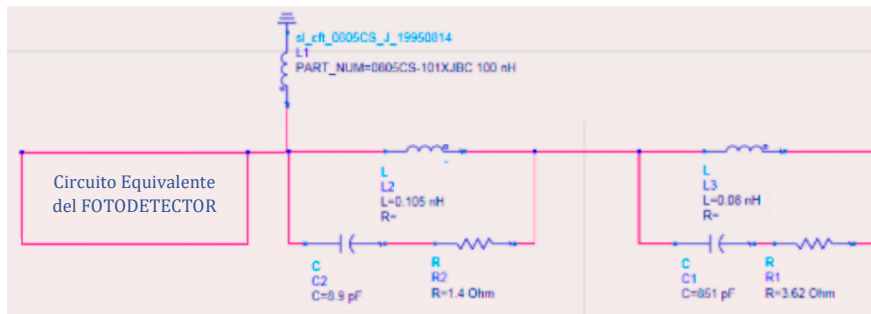 si_cft_0805CS_J_19950814
L1
PART_NUM=0805CS-101XJBC 100 nH
Circuito Equivalente
del FOTODETECTOR
L
L2
L=0.105 nH
R=
C
C2
C=8.9 pF
R
R2
R=1.4 Ohm
L
L3
L=0.08 nH
R=
C
C1
C=851 pF
R
R1
R=3.62 Ohm